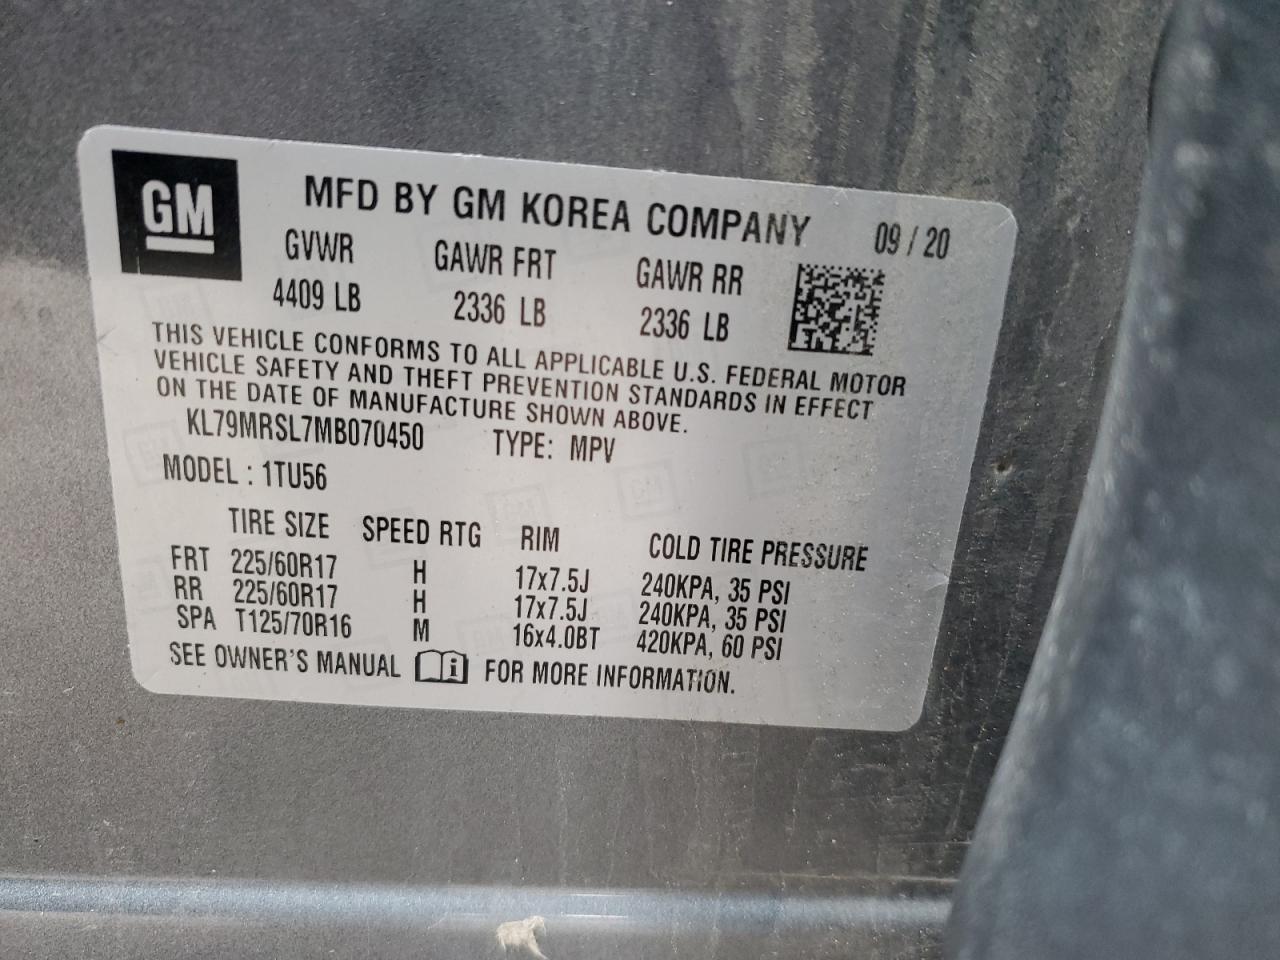 GM
MFD BY GM KOREA COMPANY 09 / 20
GVWR GAWR FRT GAWR RR
4409 LB 2336 LB 2336 LB
THIS VEHICLE CONFORMS TO ALL APPLICABLE U.S. FEDERAL MOTOR
VEHICLE SAFETY AND THEFT PREVENTION STANDARDS IN EFFECT
ON THE DATE OF MANUFACTURE SHOWN ABOVE.
KL79MRSL7MB070450 TYPE: MPV
MODEL : 1TU56
TIRE SIZE SPEED RTG RIM COLD TIRE PRESSURE
FRT 225/60R17 H 17x7.5J 240KPA, 35 PSI
RR 225/60R17 H 17x7.5J 240KPA, 35 PSI
SPA T125/70R16 M 16x4.0BT 420KPA, 60 PSI
SEE OWNER'S MANUAL i FOR MORE INFORMATION.